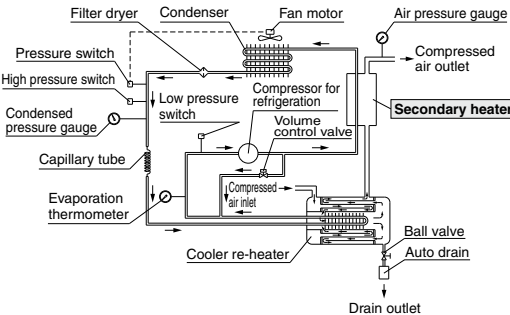 Filter dryer
Condenser
Fan motor
Air pressure gauge
Pressure switch
Compressed
air outlet
High pressure switch
Low pressure
switch
Compressor for
refrigeration
Secondary heater
Condensed
pressure gauge
Volume
control valve
Capillary tube
Compressed
air inlet
Evaporation
thermometer
Ball valve
Cooler re-heater
Auto drain
Drain outlet